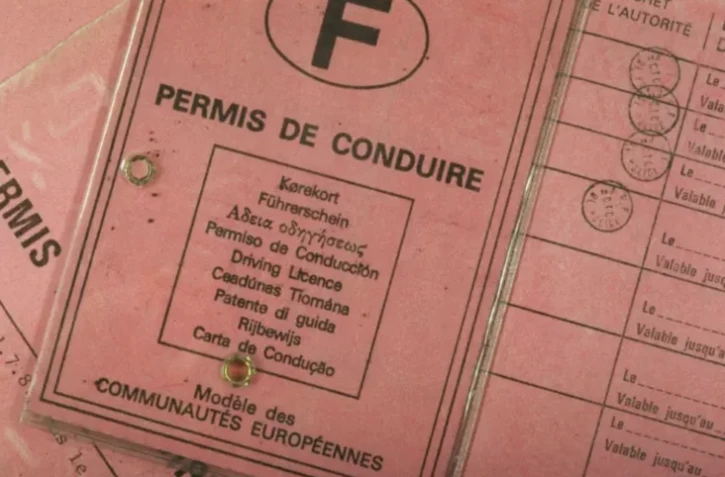 F
PERMIS DE CONDUIRE
Kørekort
Führerschein
Αδεια οδηγήσεως
Permiso de Conducción
Driving Licence
Ceadúnas Tiomána
Patente di guida
Rijbewijs
Carta de Condução
Modèle des
COMMUNAUTÉS EUROPÉENNES
ERMIS
DE L'AUTORITÉ
Le
Valable
Le
Valable
Le
Valable
Le
Valable jusq
Le
Valable jusqu'a
Le
Valable jusqu'au
Le
Valable jusqu'au